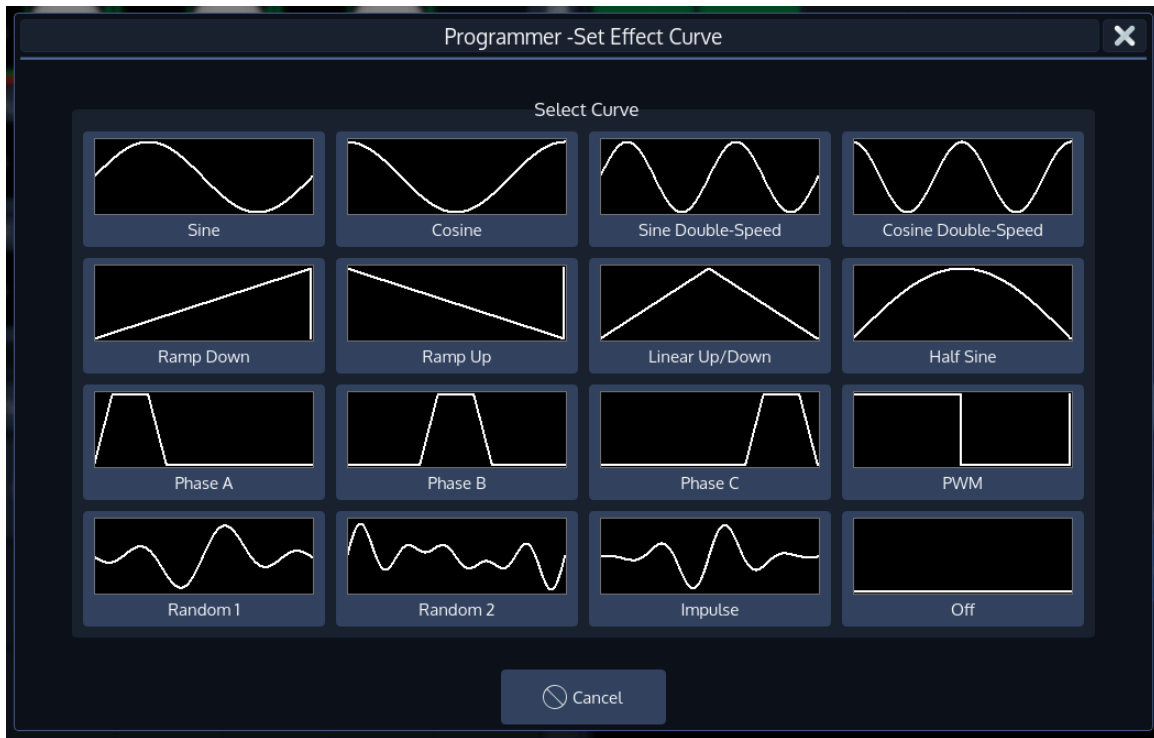 Programmer -Set Effect Curve
Select Curve
Sine
Cosine
Sine Double-Speed
Cosine Double-Speed
Ramp Down
Ramp Up
Linear Up/Down
Half Sine
Phase A
Phase B
Phase C
PWM
Random 1
Random 2
Impulse
Off
Cancel